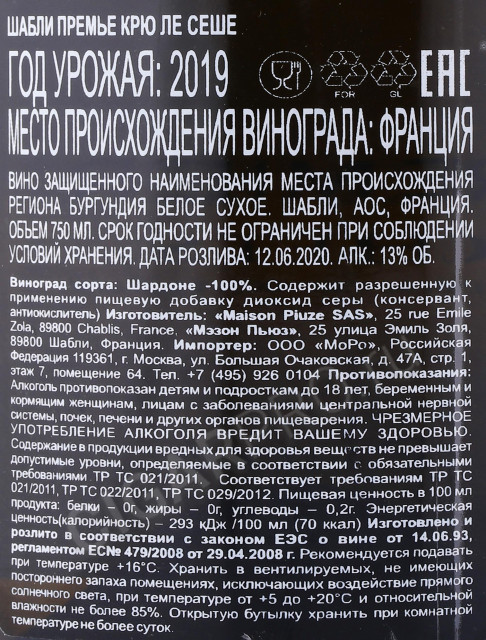 ШАБЛИ ПРЕМЬЕ КРЮ ЛЕ СЕШЕ
ГОД УРОЖАЯ: 2019
FOR
GL
EAC
МЕСТО ПРОИСХОЖДЕНИЯ ВИНОГРАДА: ФРАНЦИЯ
ВИНО ЗАЩИЩЕННОГО НАИМЕНОВАНИЯ МЕСТА ПРОИСХОЖДЕНИЯ
РЕГИОНА БУРГУНДИЯ БЕЛОЕ СУХОЕ. ШАБЛИ, АОС, ФРАНЦИЯ.
ОБЪЕМ 750 МЛ. СРОК ГОДНОСТИ НЕ ОГРАНИЧЕН ПРИ СОБЛЮДЕНИИ
УСЛОВИЙ ХРАНЕНИЯ. ДАТА РОЗЛИВА: 12.06.2020. АЛК.: 13% ОБ.
Виноград сорта: Шардоне -100%. Содержит разрешенную к
применению пищевую добавку диоксид серы (консервант,
антиокислитель) Изготовитель: «Maison Piuze SAS», 25 rue Emile
Zola, 89800 Chablis, France, «Мэзон Пьюз», 25 улица Эмиль Золя,
89800 Шабли, Франция. Импортер: ООО «МоРо», Российская
Федерация 119361, г. Москва, ул. Большая Очаковская, д. 47А, стр. 1,
этаж 7, помещение 64. Тел. +7 (495) 926 0104 Противопоказания:
Алкоголь противопоказан детям и подросткам до 18 лет, беременным и
кормящим женщинам, лицам с заболеваниями центральной нервной
системы, почек, печени и других органов пищеварения. ЧРЕЗМЕРНОЕ
УПОТРЕБЛЕНИЕ АЛКОГОЛЯ ВРЕДИТ ВАШЕМУ ЗДОРОВЬЮ.
Содержание в продукции вредных для здоровья веществ не превышает
допустимые уровни, определяемые в соответствии с обязательными
требованиями ТР ТС 021/2011. Соответствует требованиям ТР ТС
021/2011, ТР ТС 022/2011, ТР ТС 029/2012. Пищевая ценность в 100 мл
продукта: белки - 0г, жиры - 0г, углеводы - 0,2г. Энергетическая
ценность(калорийность) - 293 кДж /100 мл (70 ккал) Изготовлено и
розлито в соответствии с законом ЕЭС о вине от 14.06.93,
регламентом EC№ 479/2008 от 29.04.2008 г. Рекомендуется подавать
при температуре +16°С. Хранить в вентилируемых, не имеющих
постороннего запаха помещениях, исключающих воздействие прямого
солнечного света, при температуре от +5 до +20°С и относительной
влажности не более 85%. Открытую бутылку хранить при комнатной
температуре не более суток.